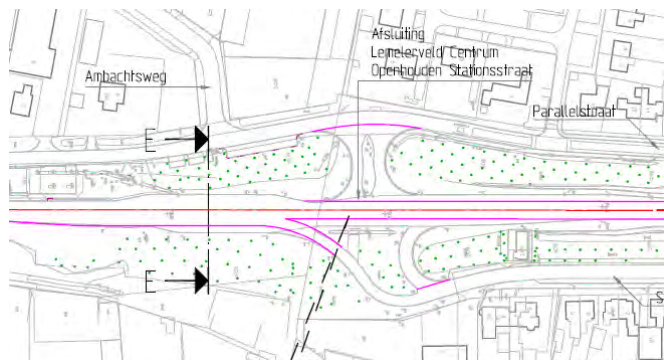 Afsluiting
Lemelerveld/ Centrum
Openhouden Stationsstraat
Ambachtsweg
Parallelstraat
E
E
S